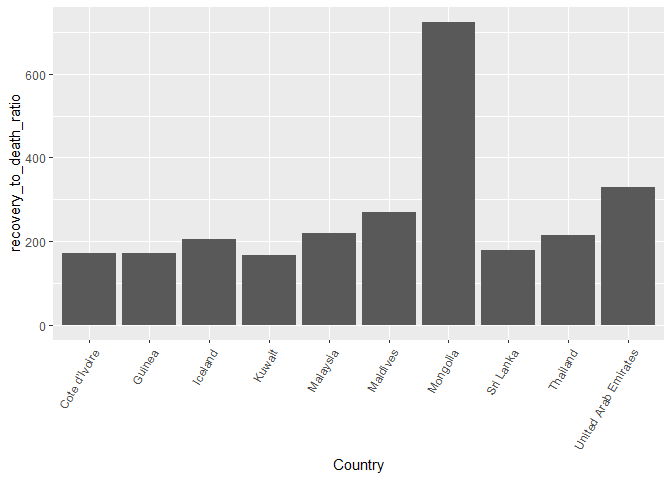 recovery_to_death_ratio
600
400
200
0
Cote d'Ivoire
Guinea
Iceland
Kuwait
Malaysia
Maldives
Mongolia
Sri Lanka
Thailand
United Arab Emirates
Country